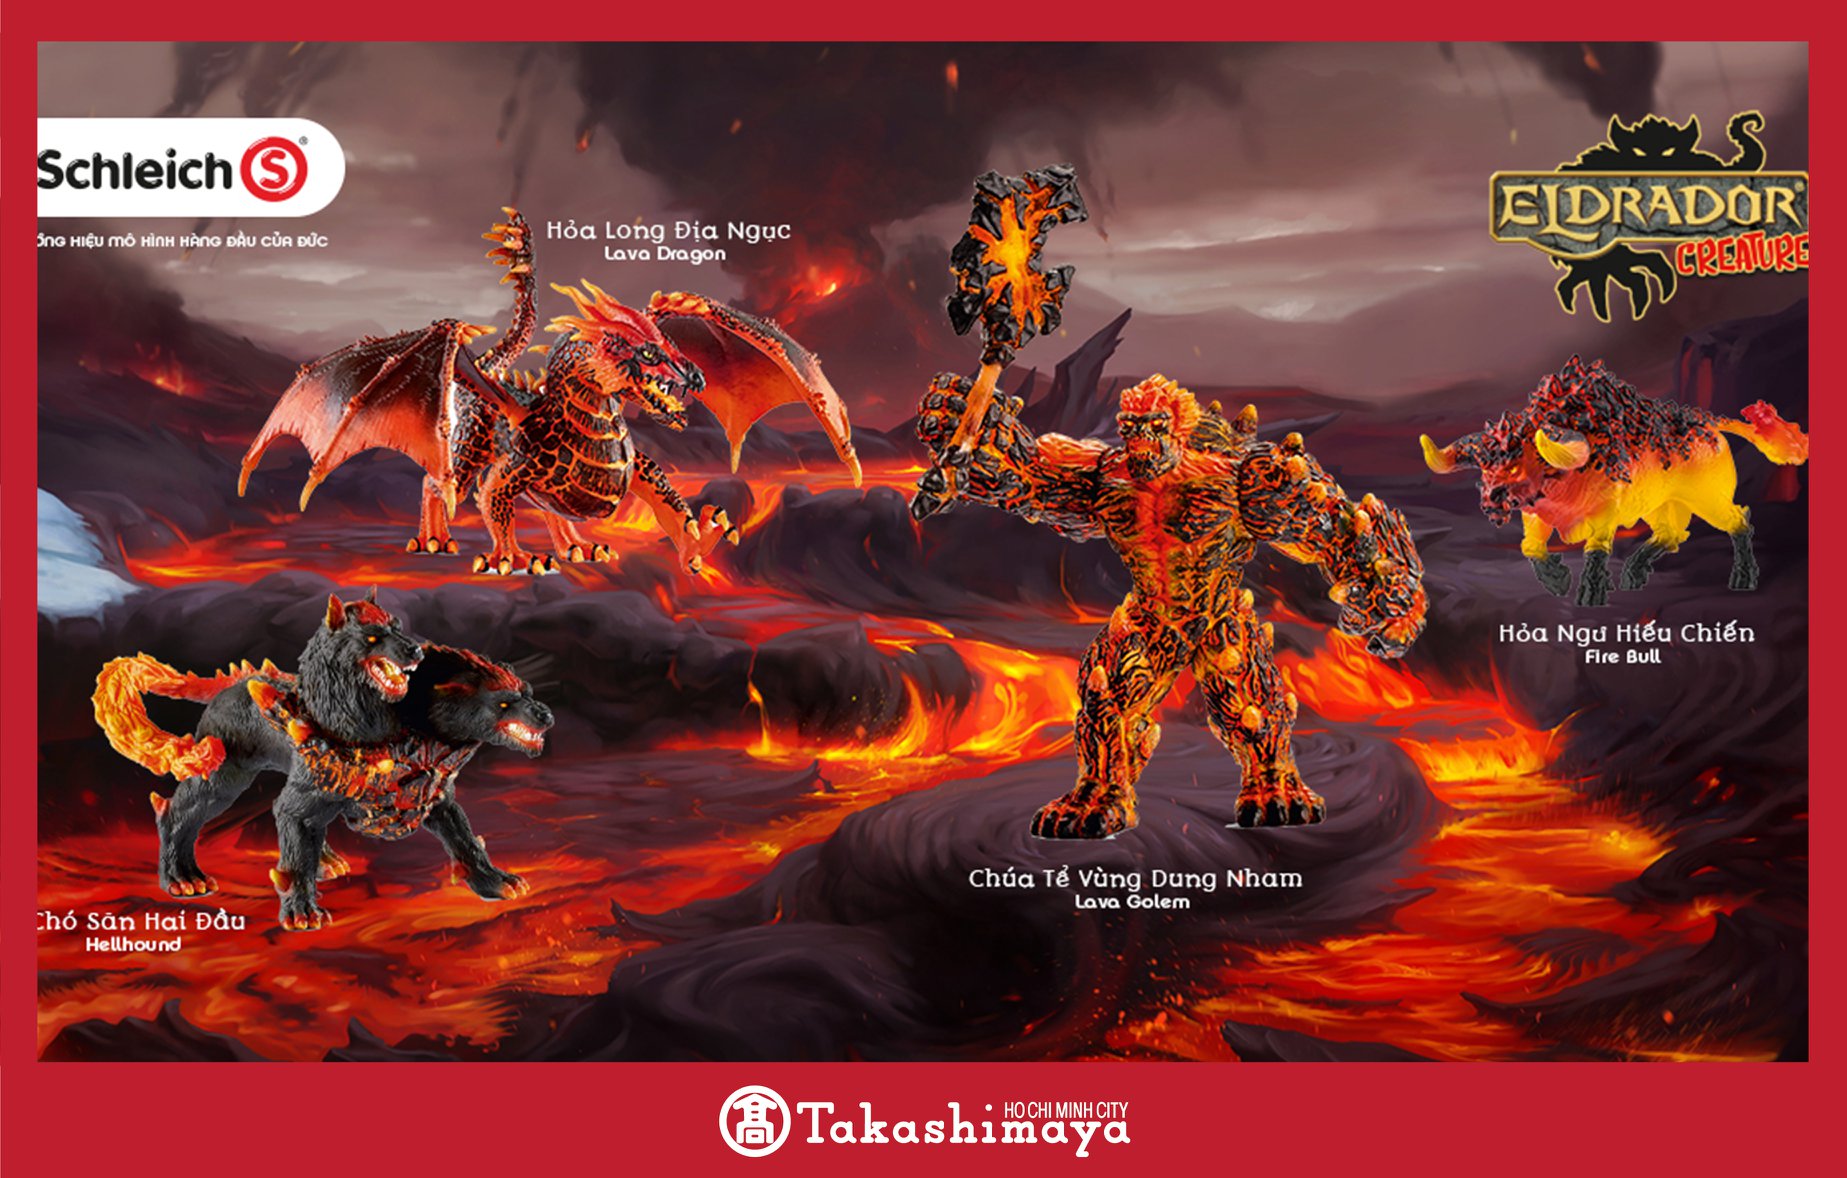 Schleich S ®
HIỆU MÔ HÌNH HÀNG ĐẦU CỦA ĐỨC
Hỏa Long Địa Ngục
Lava Dragon
ELDRADOR®
CREATURE
Hỏa Ngư Hiếu Chiến
Fire Bull
Chúa Tể Vùng Dung Nham
Lava Golem
Chó Săn Hai Đầu
Hellhound
高 Takashimaya
HO CHI MINH CITY